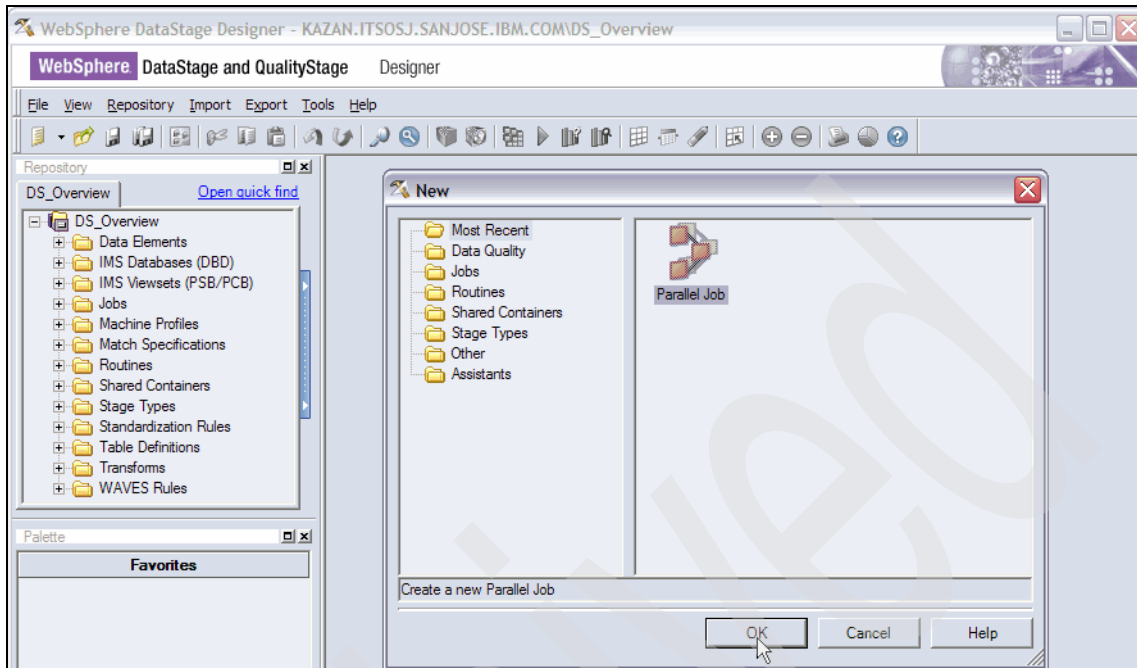 WebSphere DataStage Designer - KAZAN.ITSOSJ.SANJOSE.IBM.COM\DS_Overview
WebSphere. DataStage and QualityStage Designer
File View Repository Import Export Tools Help
Repository
DS_Overview Open quick find
DS_Overview
Data Elements
IMS Databases (DBD)
IMS Viewsets (PSB/PCB)
Jobs
Machine Profiles
Match Specifications
Routines
Shared Containers
Stage Types
Standardization Rules
Table Definitions
Transforms
WAVES Rules
Palette
Favorites
New
Most Recent
Data Quality
Jobs
Routines
Shared Containers
Stage Types
Other
Assistants
Parallel Job
Create a new Parallel Job
OK Cancel Help